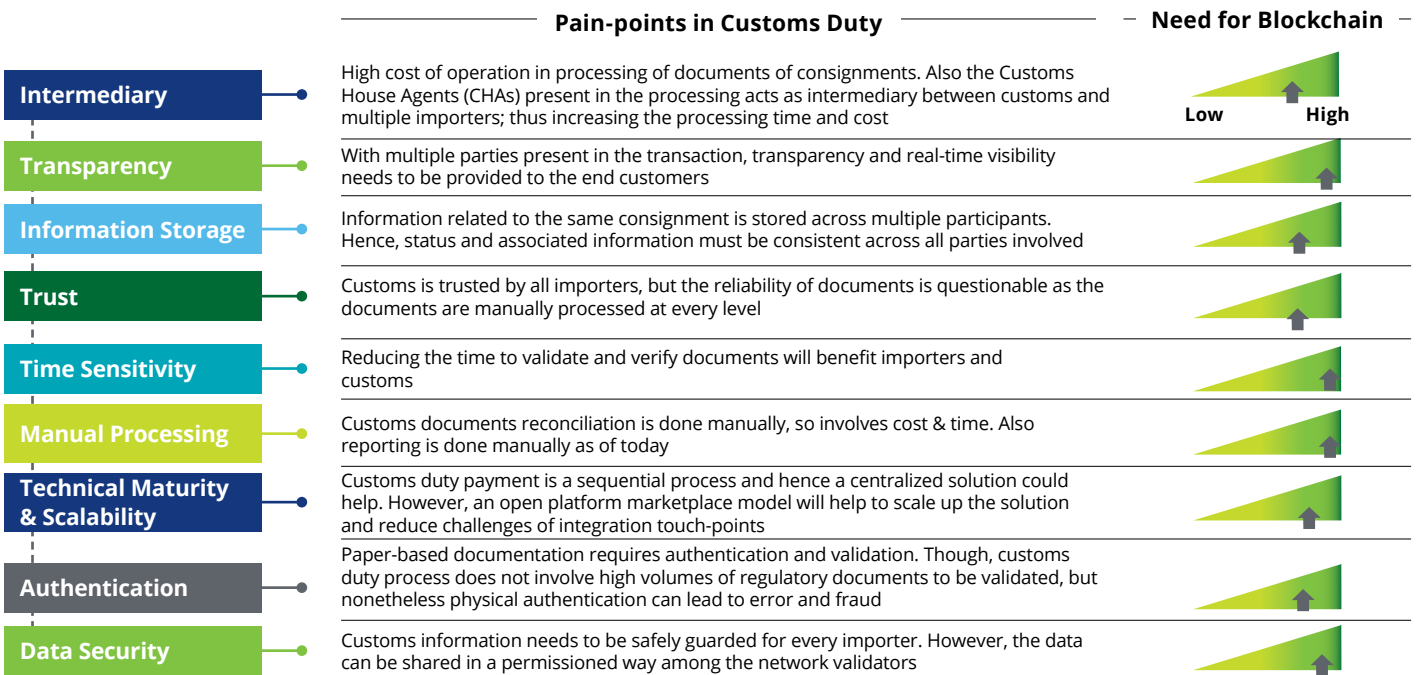 Pain-points in Customs Duty
Need for Blockchain
Intermediary
High cost of operation in processing of documents of consignments. Also the Customs
House Agents (CHAs) present in the processing acts as intermediary between customs and
multiple importers; thus increasing the processing time and cost
Low
High
Transparency
With multiple parties present in the transaction, transparency and real-time visibility
needs to be provided to the end customers
Information Storage
Information related to the same consignment is stored across multiple participants.
Hence, status and associated information must be consistent across all parties involved
Trust
Customs is trusted by all importers, but the reliability of documents is questionable as the
documents are manually processed at every level
Time Sensitivity
Reducing the time to validate and verify documents will benefit importers and
customs
Manual Processing
Customs documents reconciliation is done manually, so involves cost & time. Also
reporting is done manually as of today
Technical Maturity
& Scalability
Customs duty payment is a sequential process and hence a centralized solution could
help. However, an open platform marketplace model will help to scale up the solution
and reduce challenges of integration touch-points
Authentication
Paper-based documentation requires authentication and validation. Though, customs
duty process does not involve high volumes of regulatory documents to be validated, but
nonetheless physical authentication can lead to error and fraud
Data Security
Customs information needs to be safely guarded for every importer. However, the data
can be shared in a permissioned way among the network validators